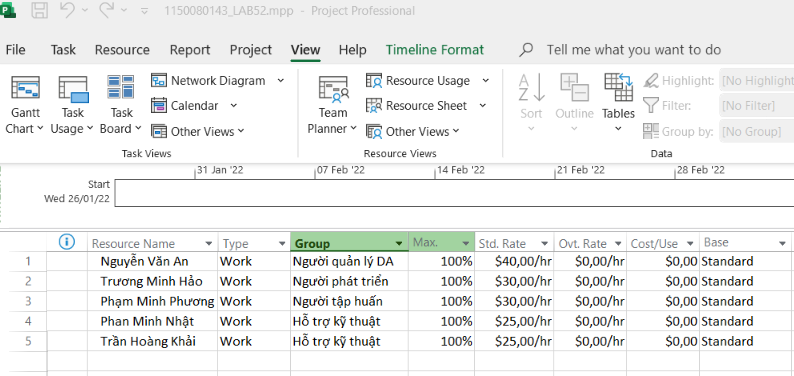 1150080143_LAB52.mpp - Project Professional
File Task Resource Report Project View Help Timeline Format Tell me what you want to do
Network Diagram Resource Usage Highlight: [No Highlight
Calendar Resource Sheet Filter: [No Filter]
Gantt Chart Task Usage Task Board Other Views Team Planner Other Views Sort Outline Tables Group by: [No Group]
Task Views Resource Views Data
31 Jan '22 07 Feb '22 14 Feb '22 21 Feb '22 28 Feb '22
Start
Wed 26/01/22
Resource Name Type Group Max. Std. Rate Ovt. Rate Cost/Use Base
1 Nguyễn Văn An Work Người quản lý DA 100% $40,00/hr $0,00/hr $0,00 Standard
2 Trương Minh Hảo Work Người phát triển 100% $30,00/hr $0,00/hr $0,00 Standard
3 Phạm Minh Phương Work Người tập huấn 100% $30,00/hr $0,00/hr $0,00 Standard
4 Phan Minh Nhật Work Hỗ trợ kỹ thuật 100% $25,00/hr $0,00/hr $0,00 Standard
5 Trần Hoàng Khải Work Hỗ trợ kỹ thuật 100% $25,00/hr $0,00/hr $0,00 Standard